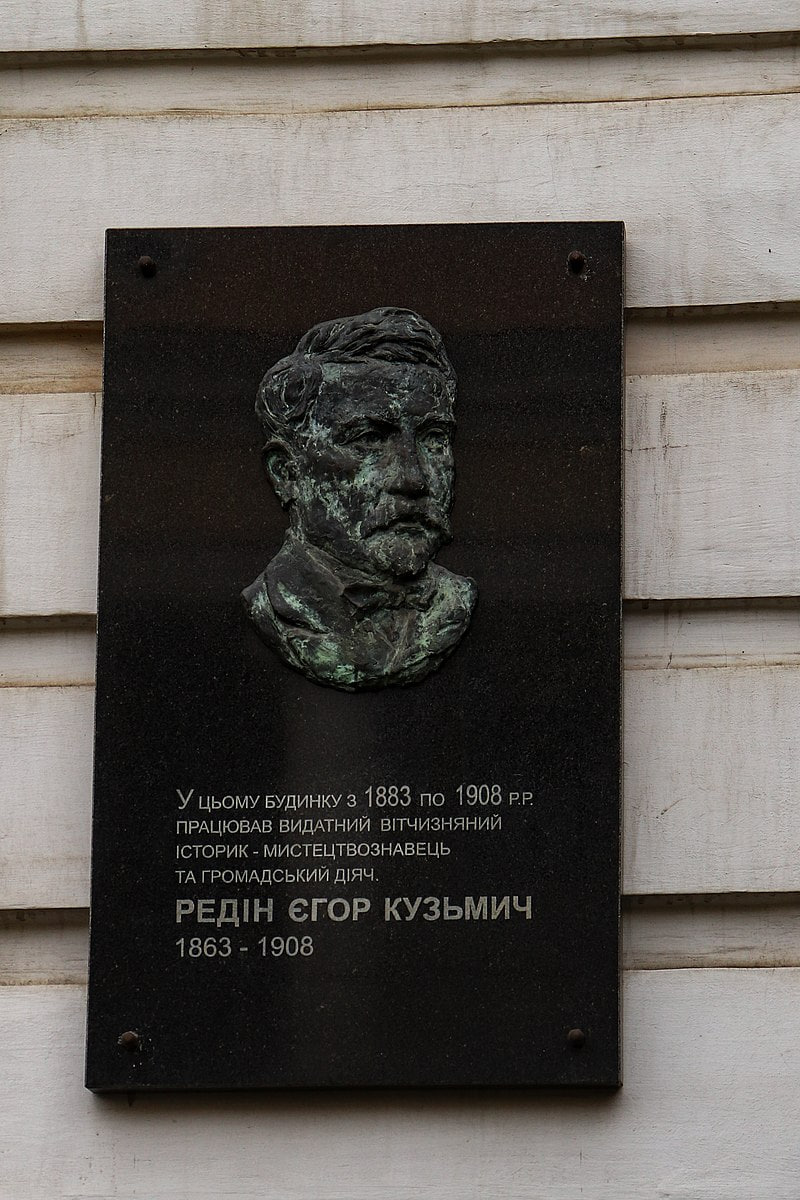 У ЦЬОМУ БУДИНКУ З 1883 ПО 1908 Р.Р.
ПРАЦЮВАВ ВИДАТНИЙ ВІТЧИЗНЯНИЙ
ІСТОРИК - МИСТЕЦТВОЗНАВЕЦЬ
ТА ГРОМАДСЬКИЙ ДІЯЧ.
РЕДІН ЄГОР КУЗЬМИЧ
1863 - 1908